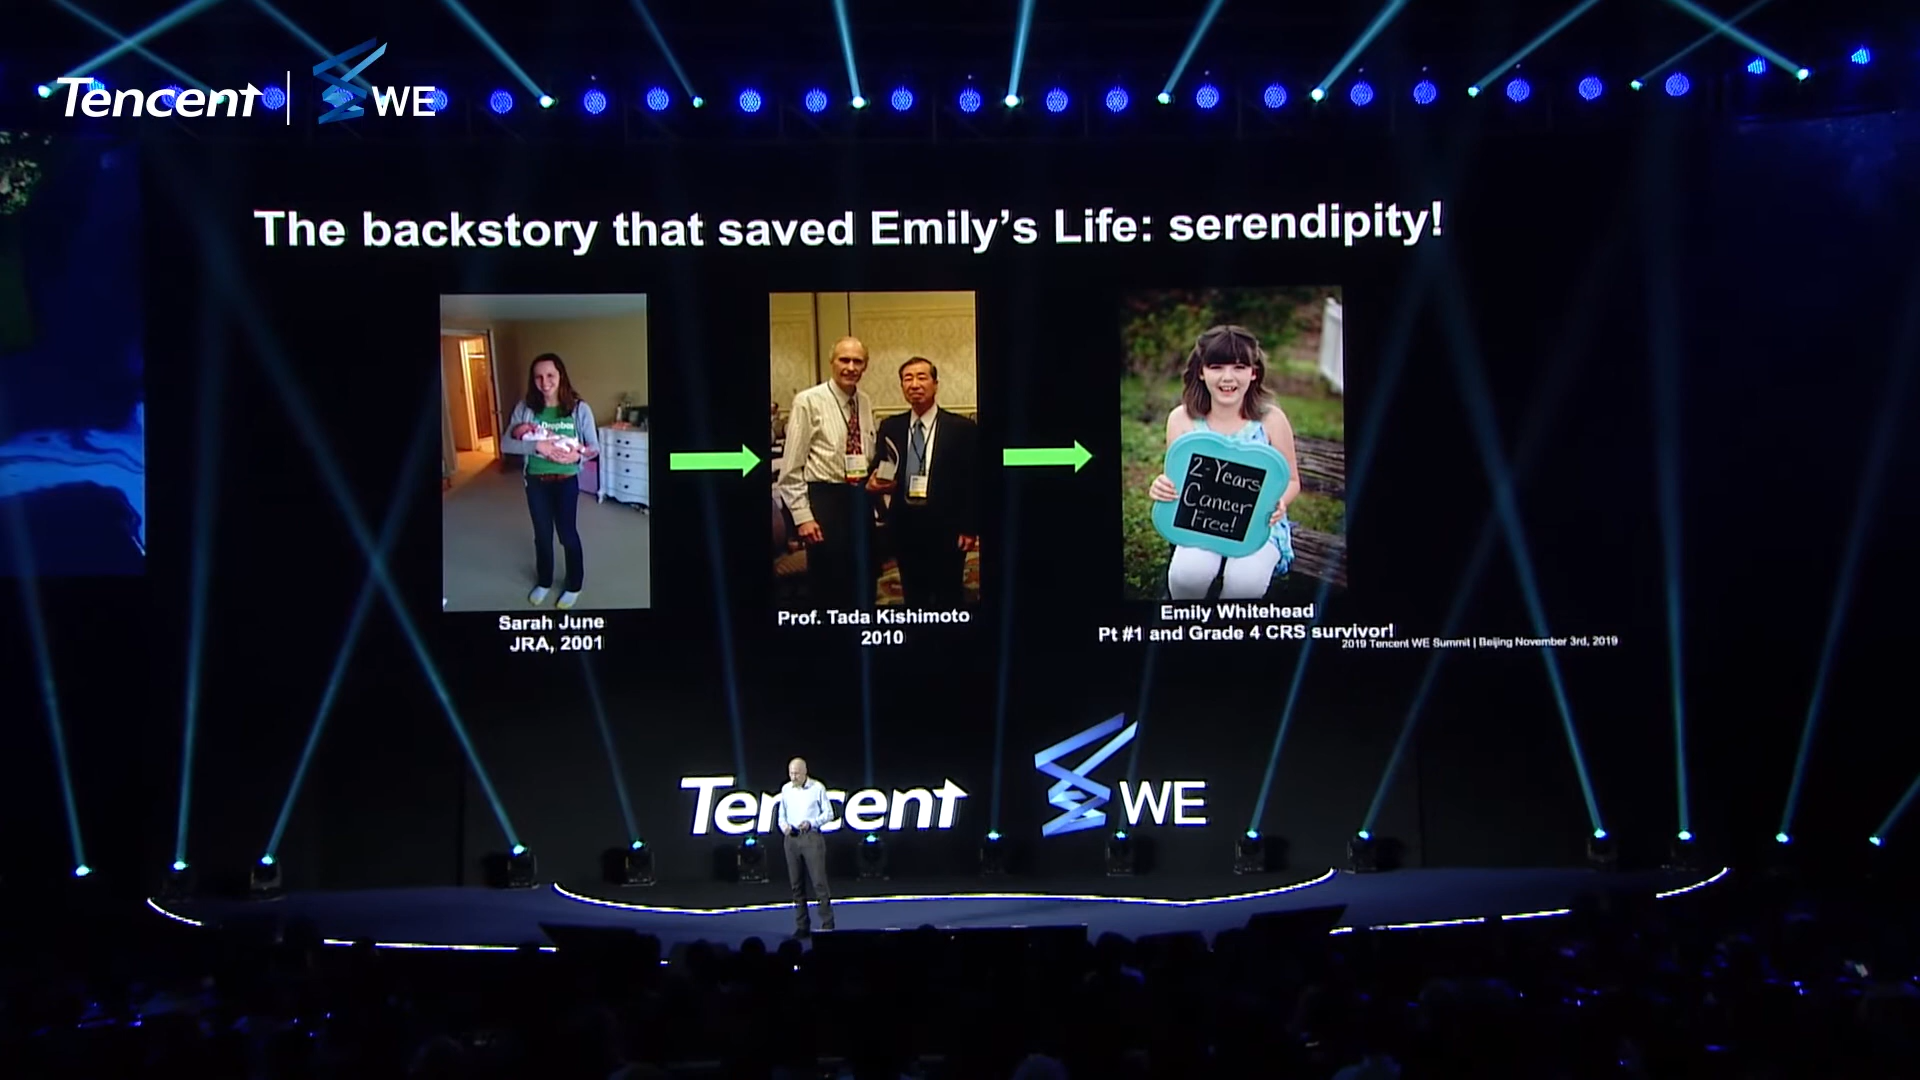 Tencent WE
The backstory that saved Emily's Life: serendipity!
Dropbox
2-Years
Cancer
Free!
Sarah June
JRA, 2001
Prof. Tada Kishimoto
2010
Emily Whitehead
Pt #1 and Grade 4 CRS survivor!
2019 Tencent WE Summit | Beijing November 3rd, 2019
Tencent WE